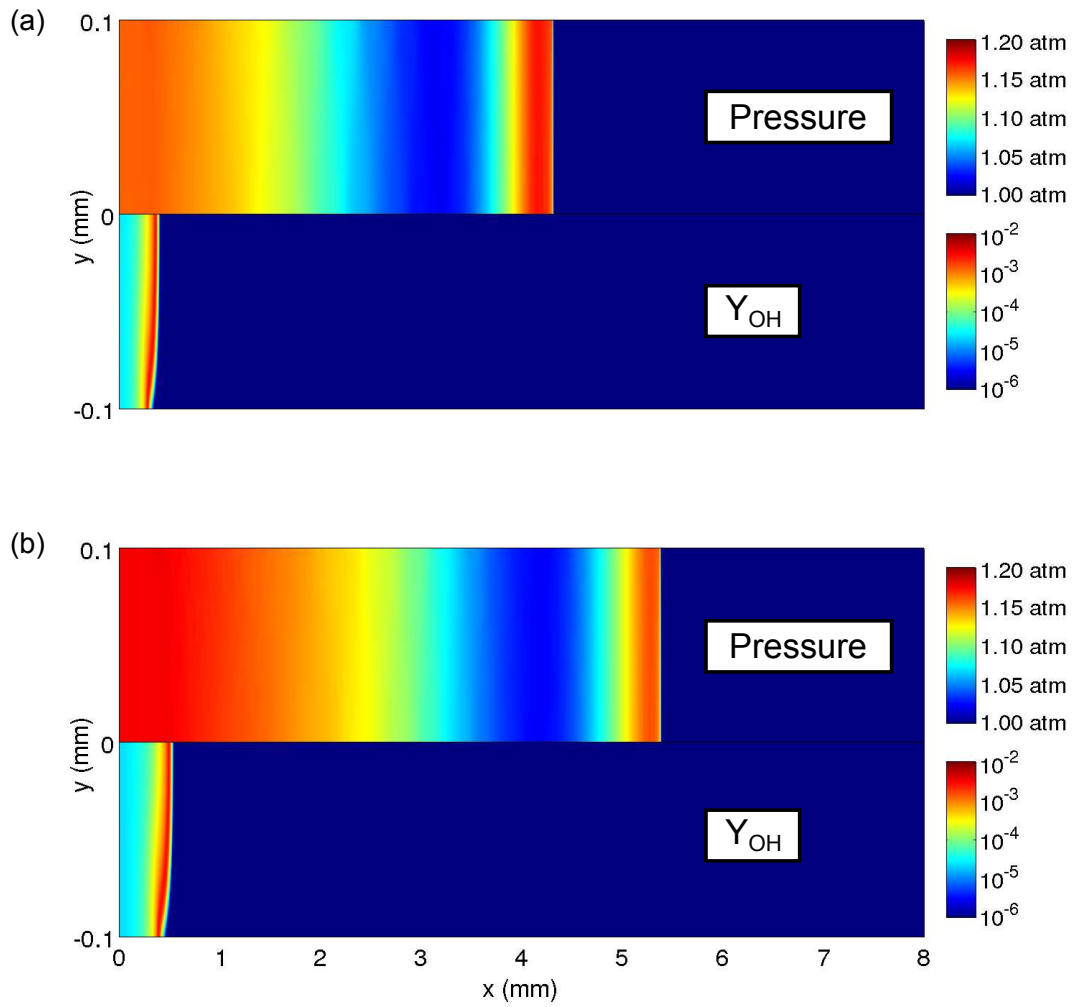 (a)
0.1
0
-0.1
y (mm)
Pressure
1.20 atm
1.15 atm
1.10 atm
1.05 atm
1.00 atm
Y_OH
10^-2
10^-3
10^-4
10^-5
10^-6
(b)
0.1
0
-0.1
y (mm)
Pressure
1.20 atm
1.15 atm
1.10 atm
1.05 atm
1.00 atm
Y_OH
10^-2
10^-3
10^-4
10^-5
10^-6
0 1 2 3 4 5 6 7 8
x (mm)